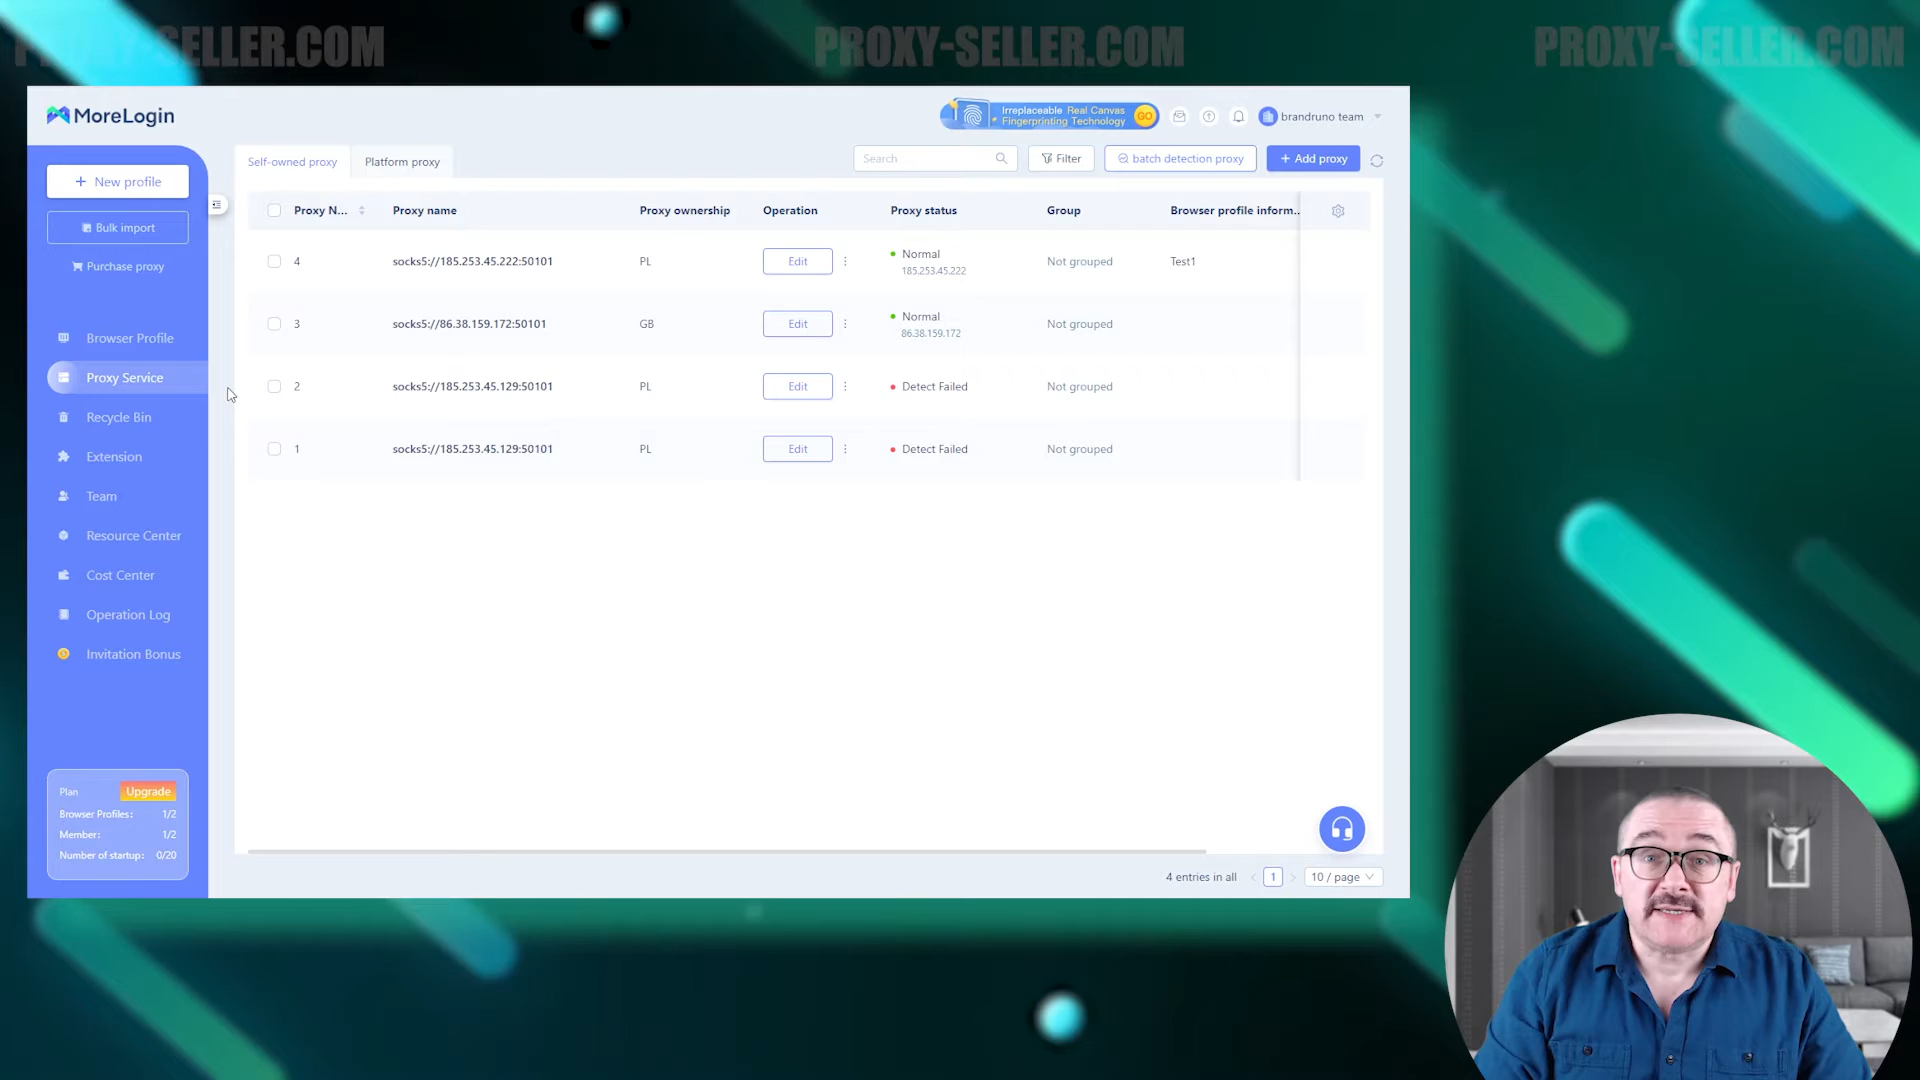 PROXY-SELLER.COM PROXY-SELLER.COM PROXY-SELLER.COM
MoreLogin
Irreplaceable Real Canvas
Fingerprinting Technology
GO
brandruno team
New profile
Bulk import
Purchase proxy
Browser Profile
Proxy Service
Recycle Bin
Extension
Team
Resource Center
Cost Center
Operation Log
Invitation Bonus
Plan Upgrade
Browser Profiles: 1/2
Member: 1/2
Number of startup: 0/20
Self-owned proxy Platform proxy
Search Filter batch detection proxy + Add proxy
Proxy N... Proxy name Proxy ownership Operation Proxy status Group Browser profile inform..
4 socks5://185.253.45.222:50101 PL Edit Normal Not grouped Test1
185.253.45.222
3 socks5://86.38.159.172:50101 GB Edit Normal Not grouped
86.38.159.172
2 socks5://185.253.45.129:50101 PL Edit Detect Failed Not grouped
1 socks5://185.253.45.129:50101 PL Edit Detect Failed Not grouped
4 entries in all < 1 > 10 / page